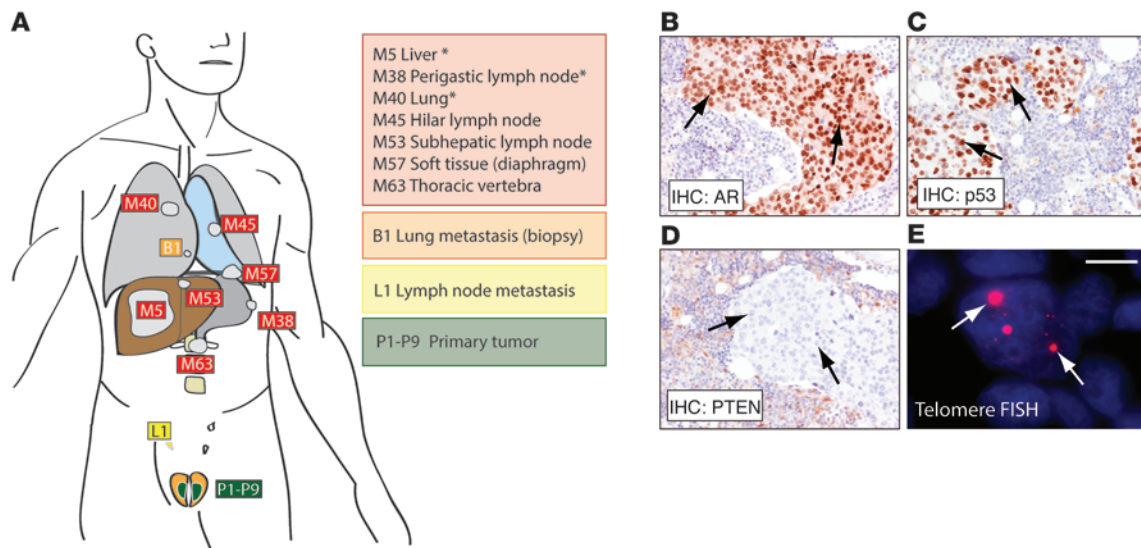 A
M5 Liver *
M38 Perigastic lymph node*
M40 Lung*
M45 Hilar lymph node
M53 Subhepatic lymph node
M57 Soft tissue (diaphragm)
M63 Thoracic vertebra
B1 Lung metastasis (biopsy)
L1 Lymph node metastasis
P1-P9 Primary tumor
M40
M45
B1
M57
M5
M53
M38
M63
L1
P1-P9
B
IHC: AR
C
IHC: p53
D
IHC: PTEN
E
Telomere FISH